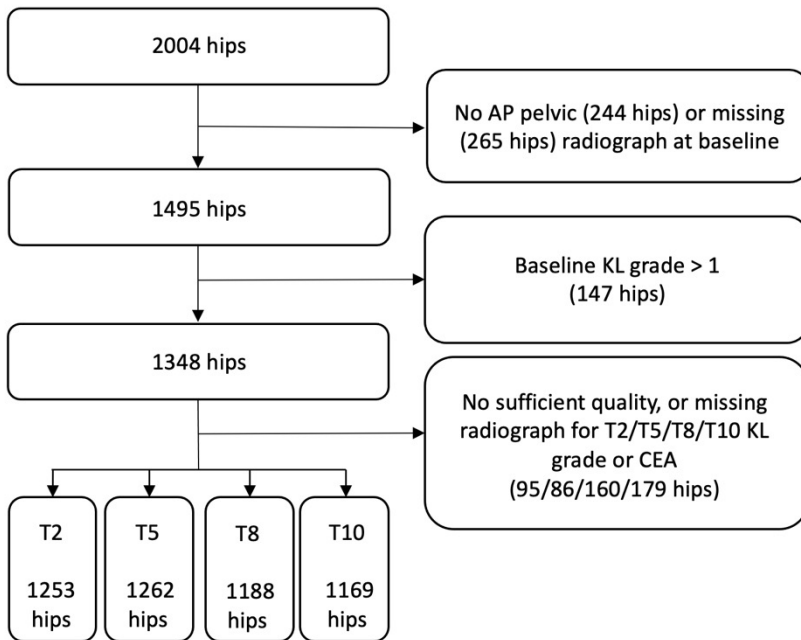 2004 hips
No AP pelvic (244 hips) or missing
(265 hips) radiograph at baseline
1495 hips
Baseline KL grade > 1
(147 hips)
1348 hips
No sufficient quality, or missing
radiograph for T2/T5/T8/T10 KL
grade or CEA
(95/86/160/179 hips)
T2
1253
hips
T5
1262
hips
T8
1188
hips
T10
1169
hips